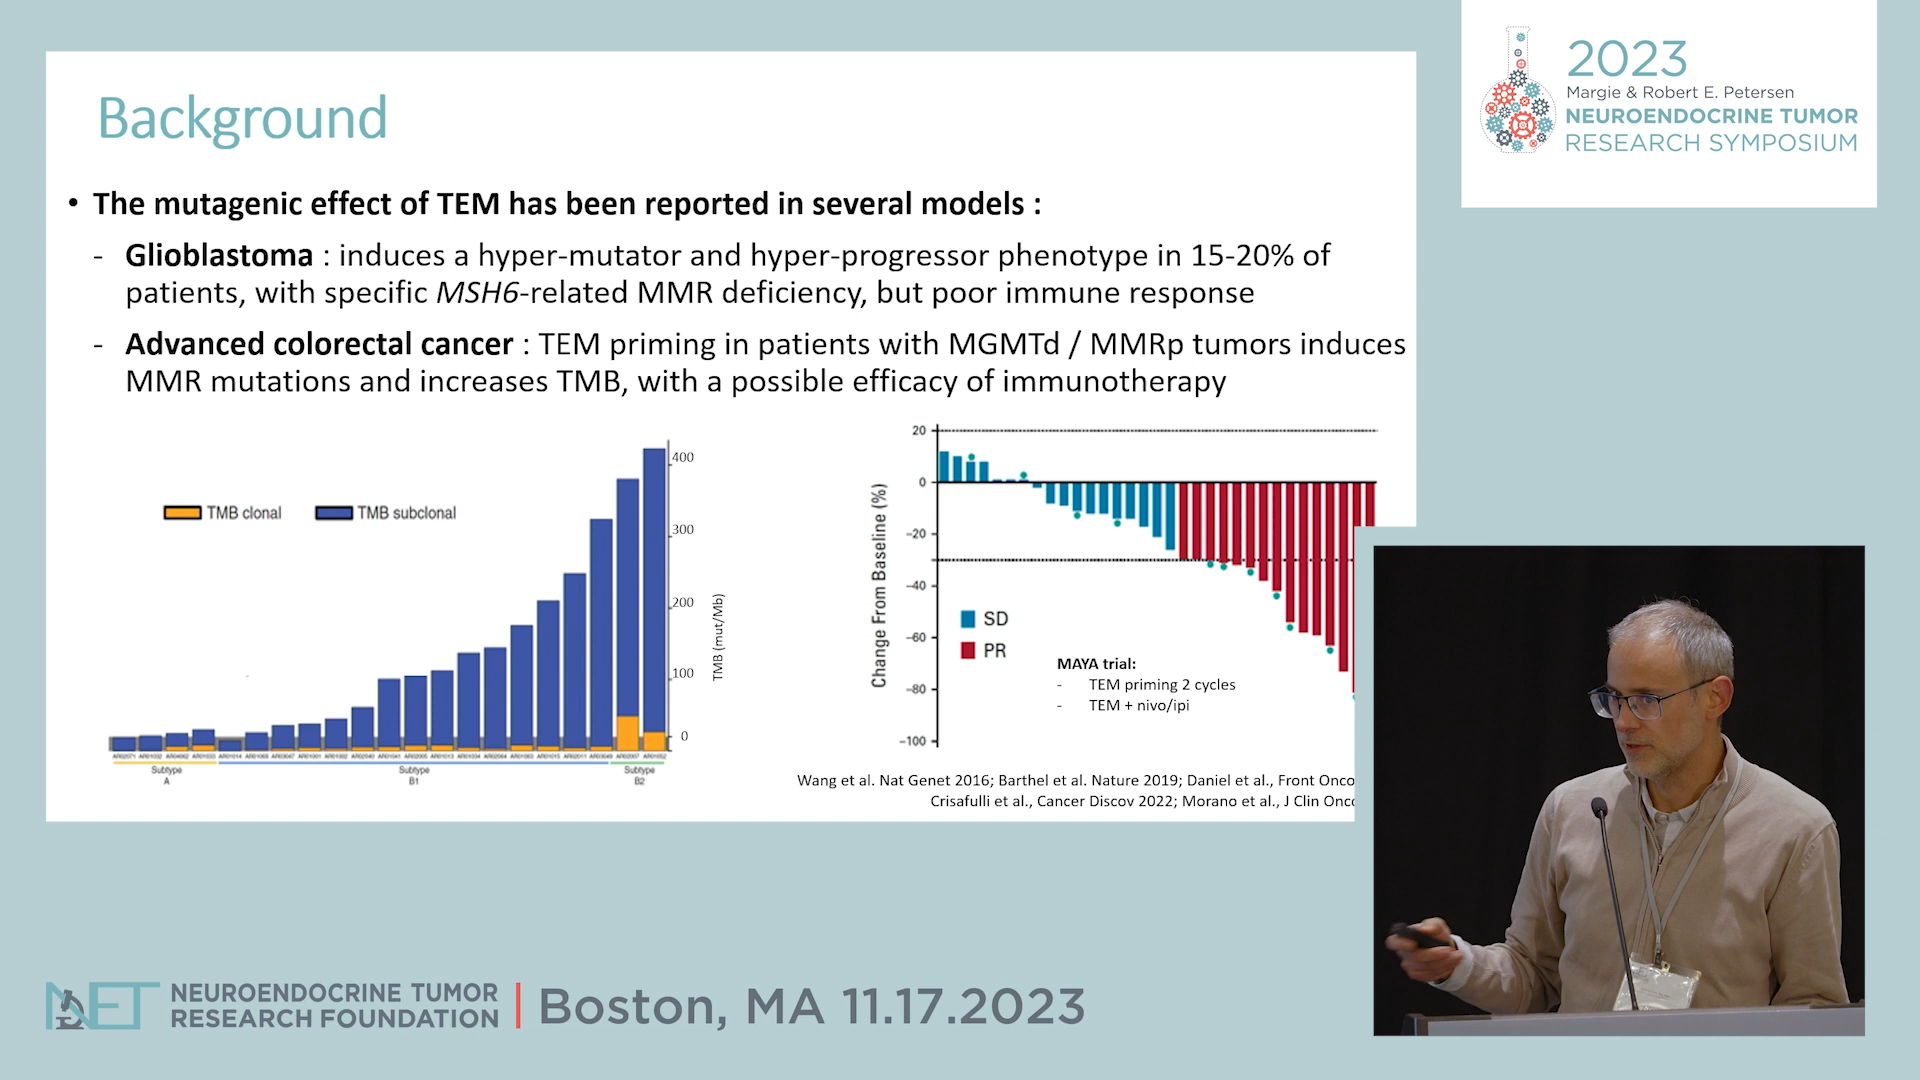 2023
Margie & Robert E. Petersen
NEUROENDOCRINE TUMOR
RESEARCH SYMPOSIUM
Background
• The mutagenic effect of TEM has been reported in several models :
- Glioblastoma : induces a hyper-mutator and hyper-progressor phenotype in 15-20% of
patients, with specific MSH6-related MMR deficiency, but poor immune response
- Advanced colorectal cancer : TEM priming in patients with MGMTd / MMRp tumors induces
MMR mutations and increases TMB, with a possible efficacy of immunotherapy
TMB clonal
TMB subclonal
400
300
200
100
0
TMB (mut/Mb)
Subtype
A
Subtype
B1
Subtype
B2
20
0
-20
-40
-60
-80
-100
Change From Baseline (%)
SD
PR
MAYA trial:
- TEM priming 2 cycles
- TEM + nivo/ipi
Wang et al. Nat Genet 2016; Barthel et al. Nature 2019; Daniel et al., Front Onco
Crisafulli et al., Cancer Discov 2022; Morano et al., J Clin Onc
NET
NEUROENDOCRINE TUMOR
RESEARCH FOUNDATION
Boston, MA 11.17.2023